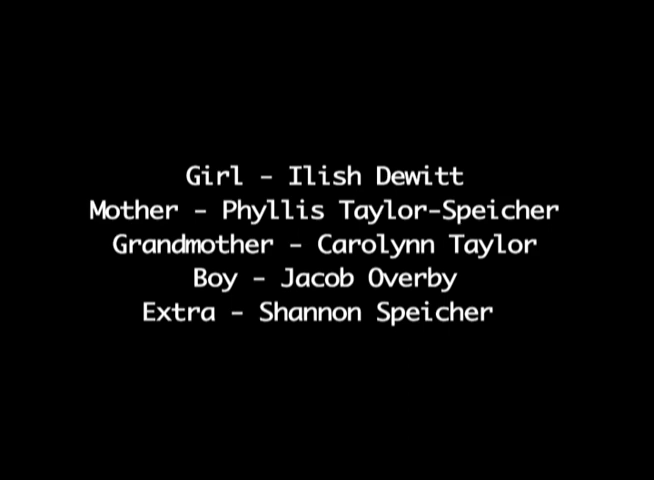 Girl – Ilish Dewitt
Mother – Phyllis Taylor-Speicher
Grandmother – Carolynn Taylor
Boy – Jacob Overby
Extra – Shannon Speicher